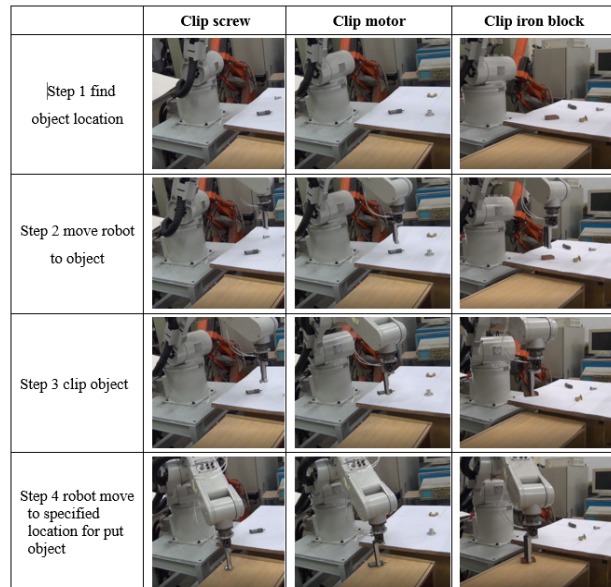 Clip screw
Clip motor
Clip iron block
Step 1 find
object location
Step 2 move robot
to object
Step 3 clip object
Step 4 robot move
to specified
location for put
object